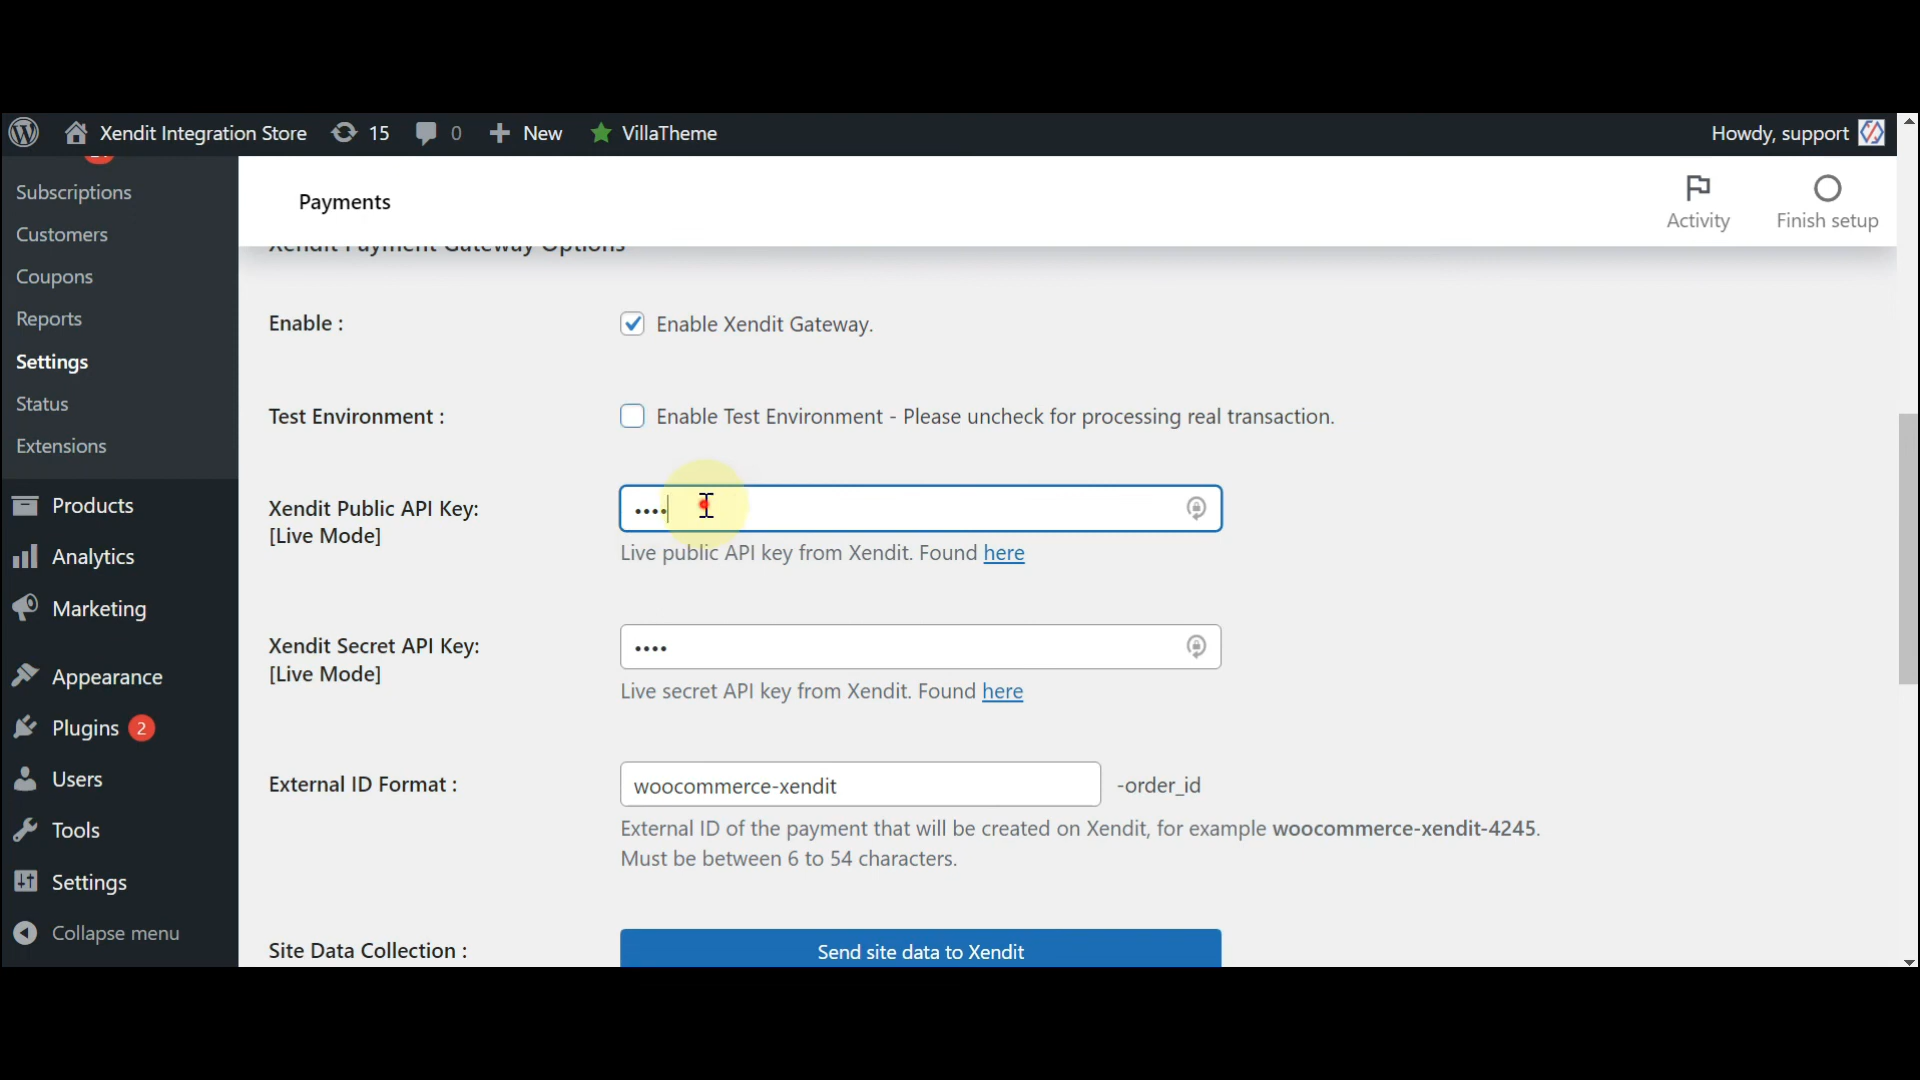 Xendit Integration Store 15 0 New VillaTheme Howdy, support
Subscriptions
Customers
Coupons
Reports
Settings
Status
Extensions
Products
Analytics
Marketing
Appearance
Plugins 2
Users
Tools
Settings
Collapse menu
Payments
Activity
Finish setup
Xendit Payment Gateway Options
Enable :
Enable Xendit Gateway.
Test Environment :
Enable Test Environment - Please uncheck for processing real transaction.
Xendit Public API Key:
[Live Mode]
••••
Live public API key from Xendit. Found here
Xendit Secret API Key:
[Live Mode]
••••
Live secret API key from Xendit. Found here
External ID Format :
woocommerce-xendit -order_id
External ID of the payment that will be created on Xendit, for example woocommerce-xendit-4245.
Must be between 6 to 54 characters.
Site Data Collection :
Send site data to Xendit